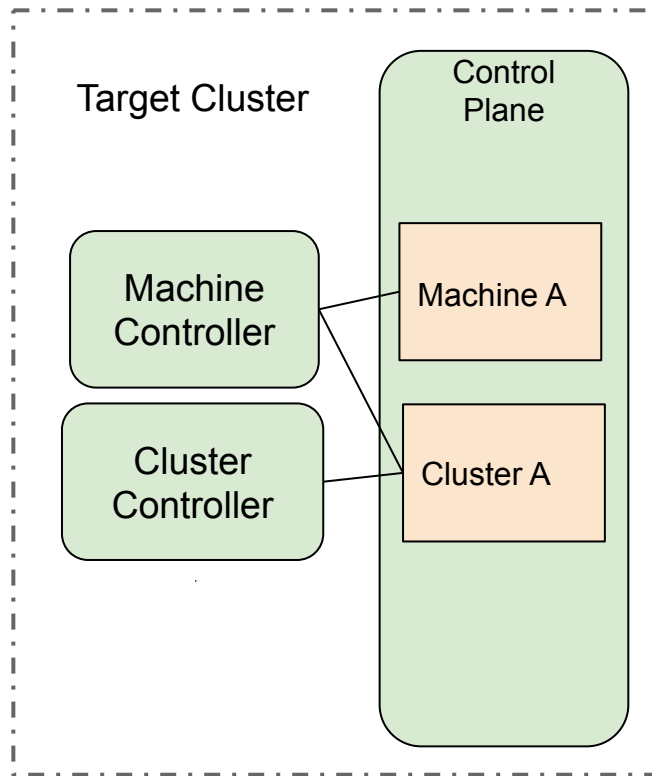 Target Cluster
Control
Plane
Machine
Controller
Machine A
Cluster
Controller
Cluster A